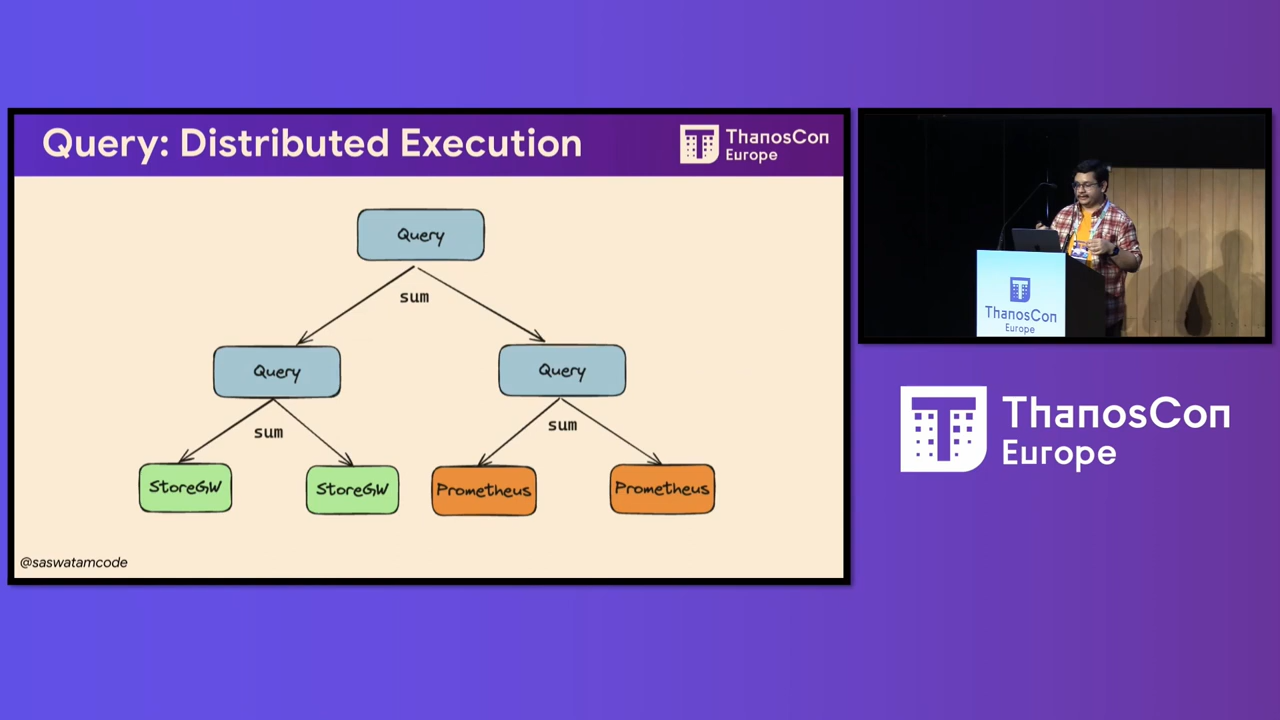 Query: Distributed Execution
ThanosCon
Europe
Query
sum
Query
Query
sum
sum
StoreGW
StoreGW
Prometheus
Prometheus
@saswatamcode
ThanosCon
Europe
ThanosCon
Europe